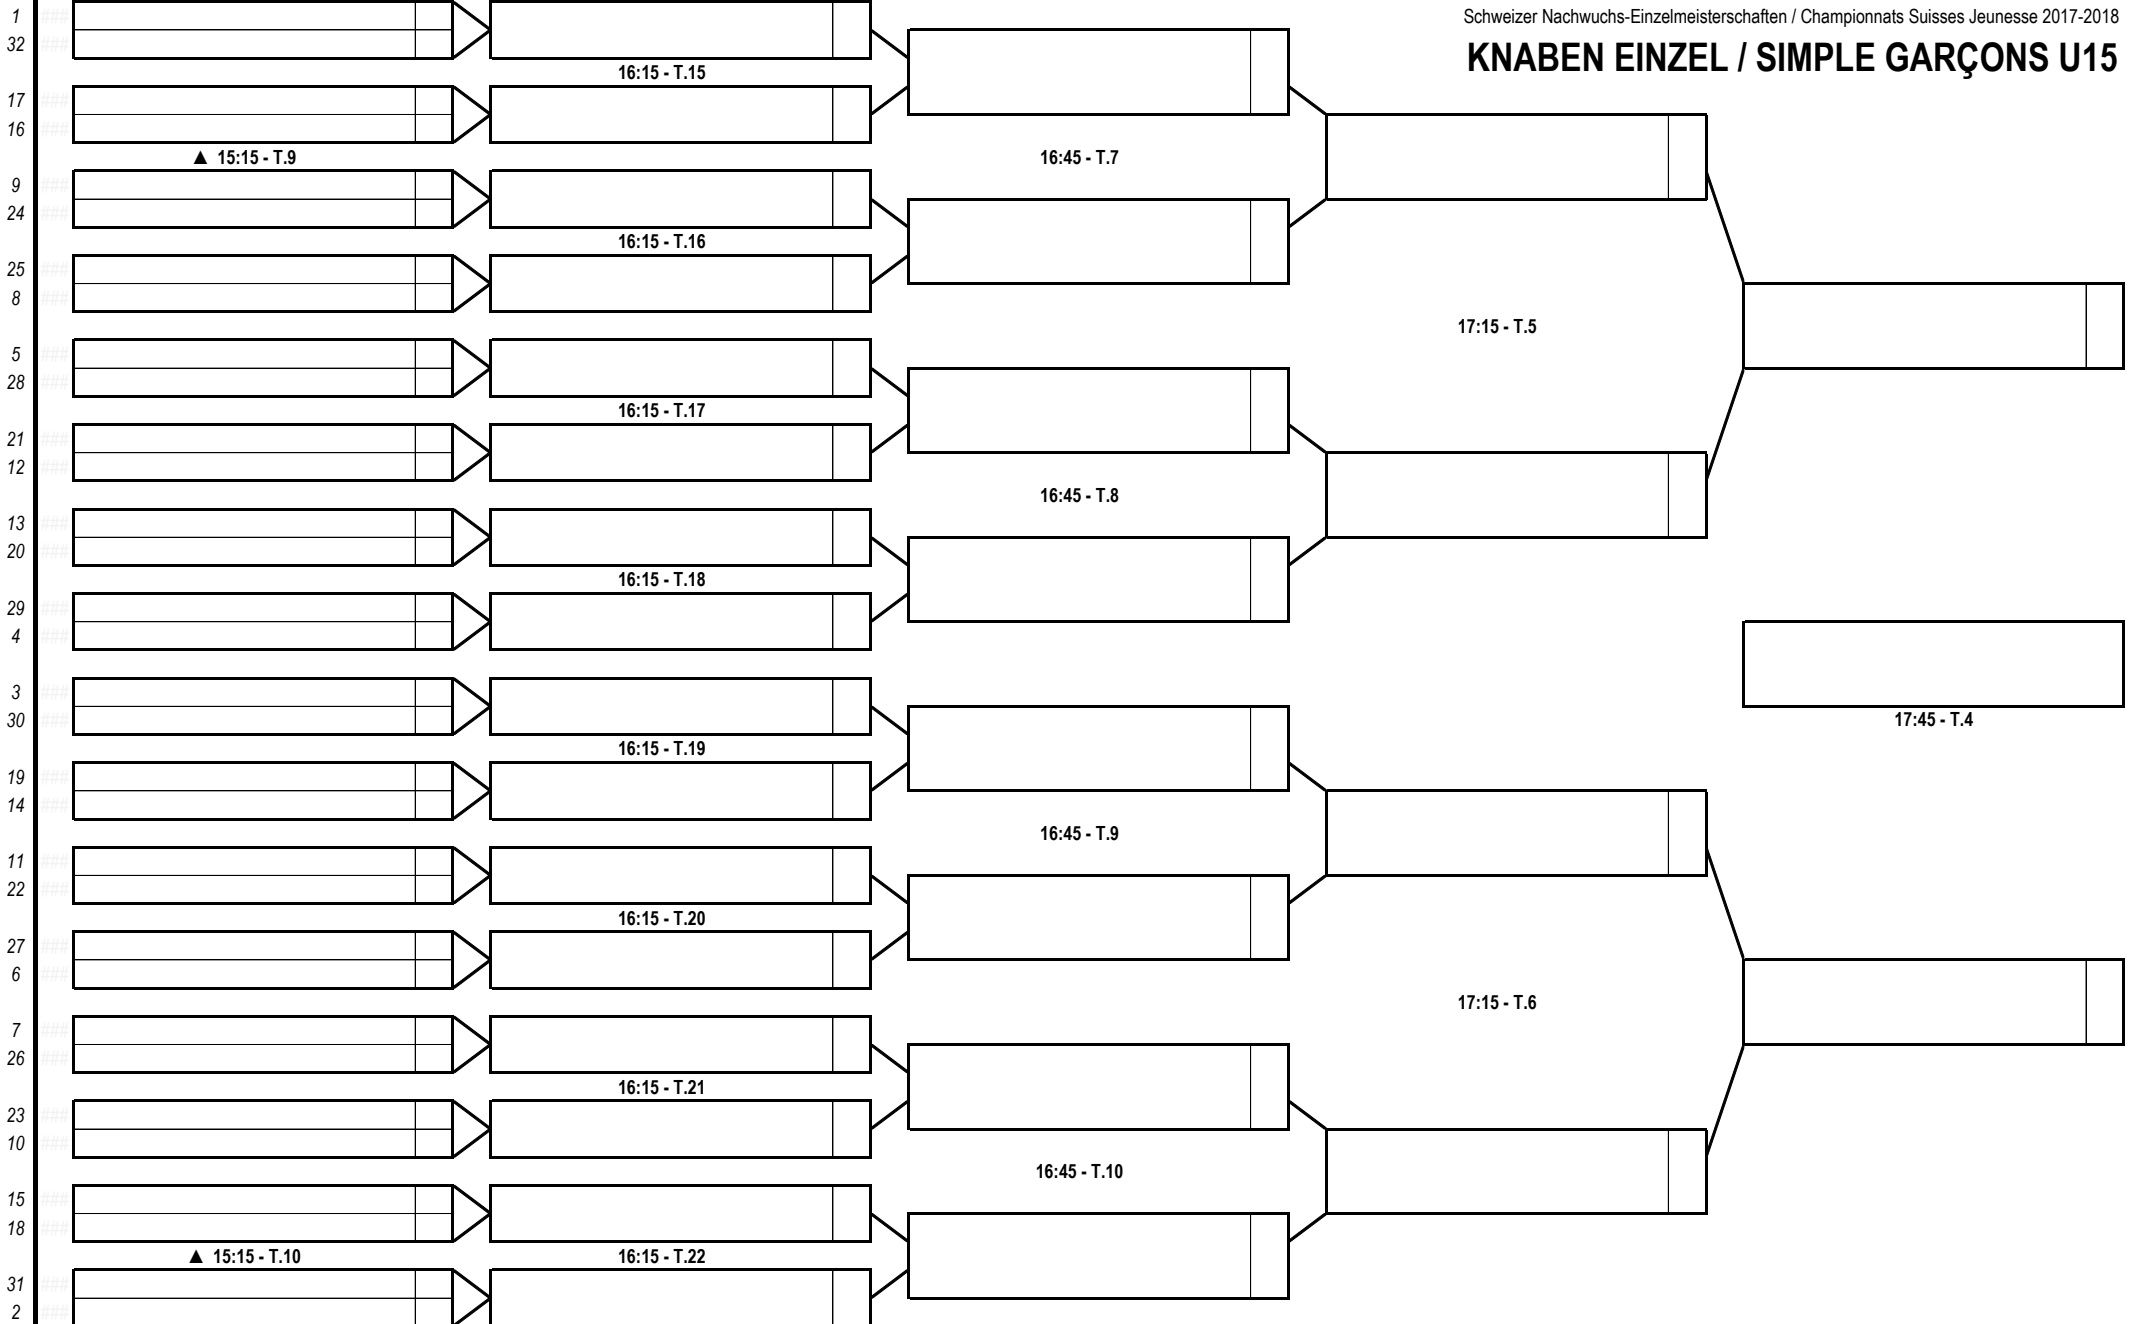 Schweizer Nachwuchs-Einzelmeisterschaften / Championnats Suisses Jeunesse 2017-2018
KNABEN EINZEL / SIMPLE GARÇONS U15
1 ###
32 ###
16:15 - T.15
17 ###
16 ###
▲ 15:15 - T.9
16:45 - T.7
9 ###
24 ###
16:15 - T.16
25 ###
8 ###
17:15 - T.5
5 ###
28 ###
16:15 - T.17
21 ###
12 ###
16:45 - T.8
13 ###
20 ###
16:15 - T.18
29 ###
4 ###
3 ###
30 ###
17:45 - T.4
16:15 - T.19
19 ###
14 ###
16:45 - T.9
11 ###
22 ###
16:15 - T.20
27 ###
6 ###
17:15 - T.6
7 ###
26 ###
16:15 - T.21
23 ###
10 ###
16:45 - T.10
15 ###
18 ###
▲ 15:15 - T.10
16:15 - T.22
31 ###
2 ###